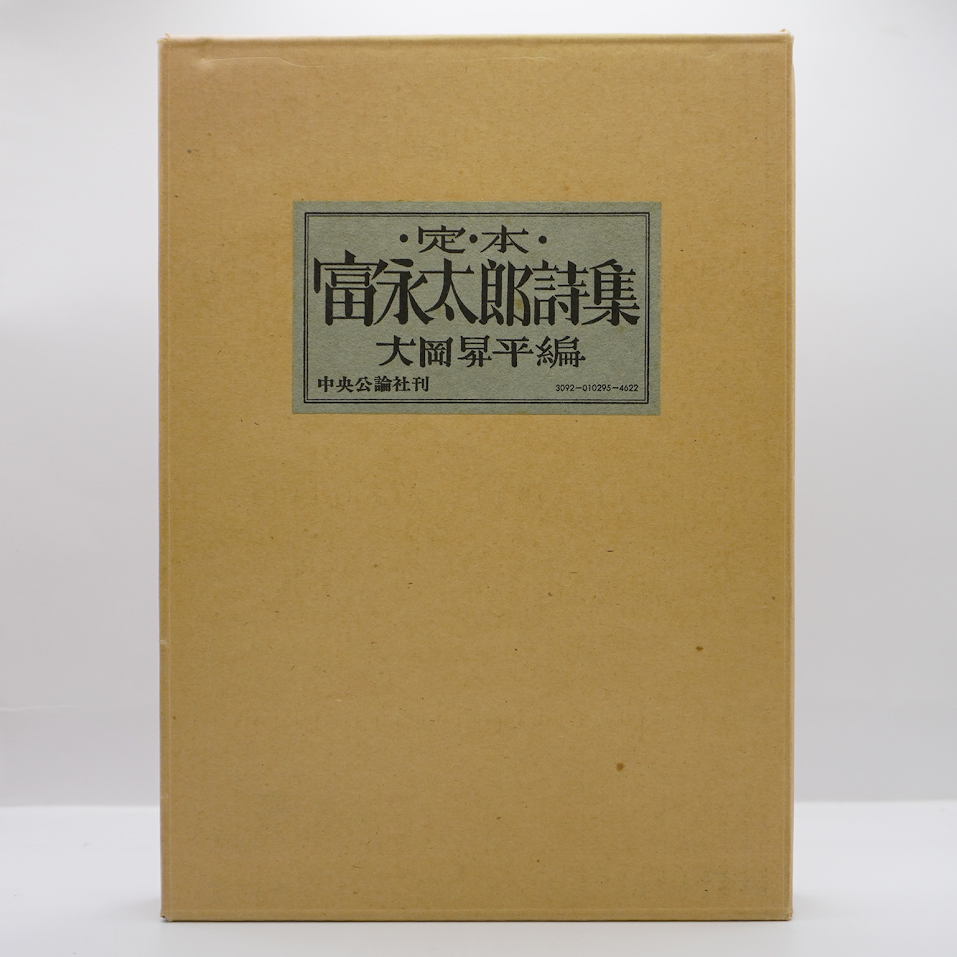 ・定・本・
富永太郎詩集
大岡昇平編
中央公論社刊
3092-010295-4622